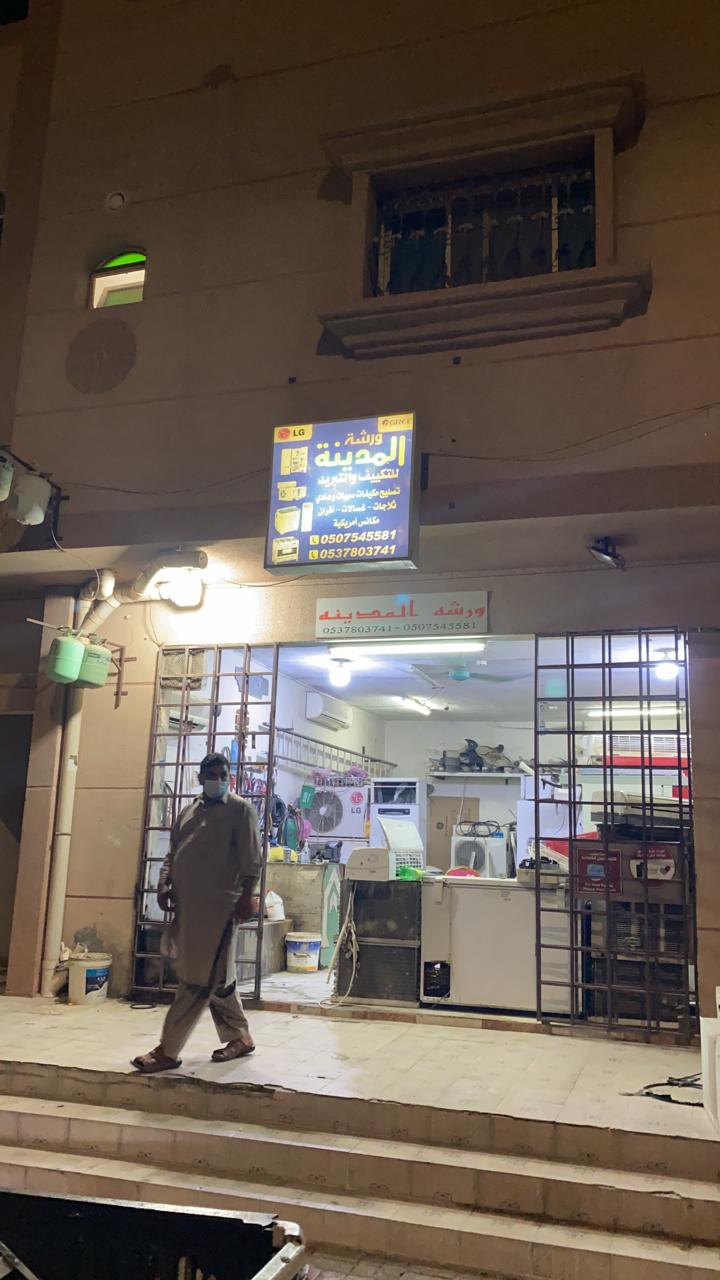 LG
GREE
ورشة
المدينة
للتكييف والتبريد
تصليح مكيفات سبيلت وعادي
ثلاجات - غسالات - أفران
مكانس أمريكية
0507545581
0537803741
ورشه المدينه
0537803741 - 0507545581
LG